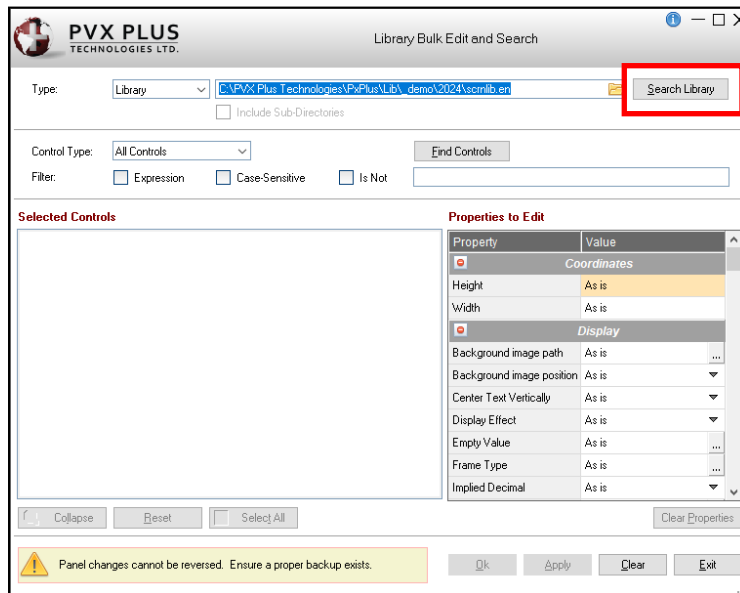 PVX PLUS
TECHNOLOGIES LTD.
Library Bulk Edit and Search
Type: Library C:\PVX Plus Technologies\PxPlus\Lib\_demo\2024\scrnlib.en Search Library
Include Sub-Directories
Control Type: All Controls Find Controls
Filter: Expression Case-Sensitive Is Not
Selected Controls Properties to Edit
Property Value
Coordinates
Height As is
Width As is
Display
Background image path As is ...
Background image position As is
Center Text Vertically As is
Display Effect As is
Empty Value As is ...
Frame Type As is ...
Implied Decimal As is
Collapse Reset Select All Clear Properties
Panel changes cannot be reversed. Ensure a proper backup exists. Ok Apply Clear Exit